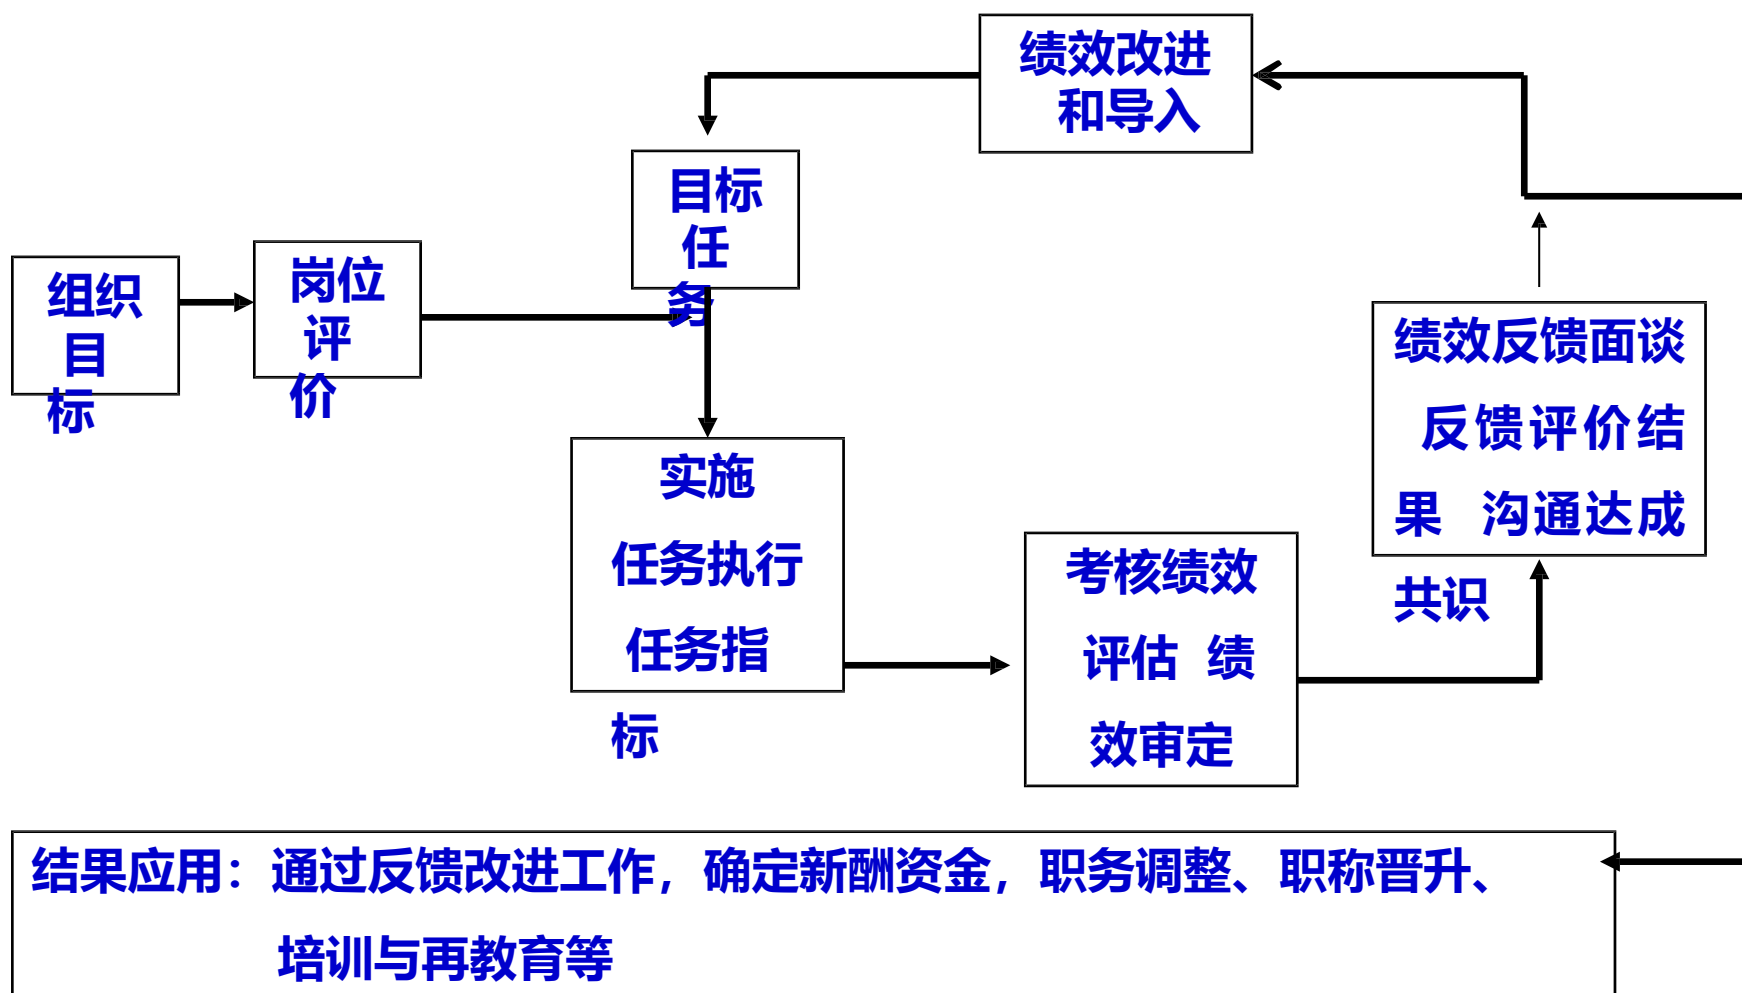 绩效改进
和导入
目标
任
务
组织
目
标
岗位
评
价
实施
任务执行
任务指
标
考核绩效
评估 绩
效审定
绩效反馈面谈
反馈评价结
果 沟通达成
共识
结果应用：通过反馈改进工作，确定新酬资金，职务调整、职称晋升、
培训与再教育等